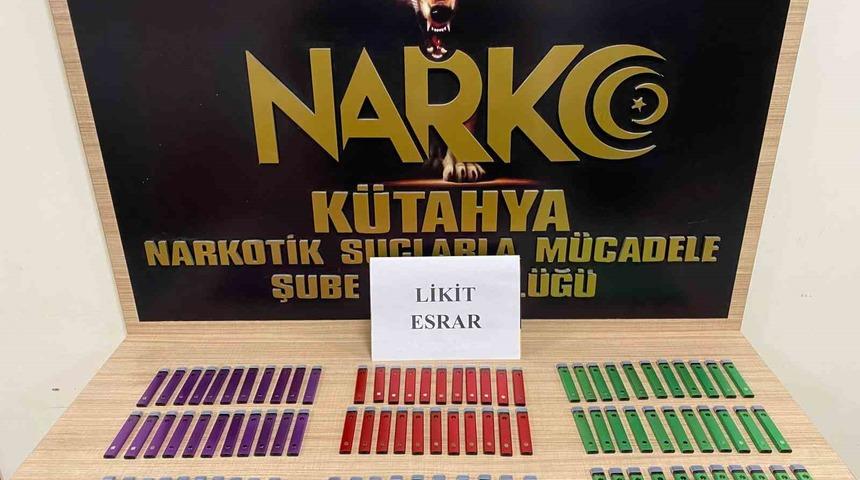 NARKO
KÜTAHYA
NARKOTİK SUÇLARLA MÜCADELE
ŞUBE
LİKİT
ESRAR